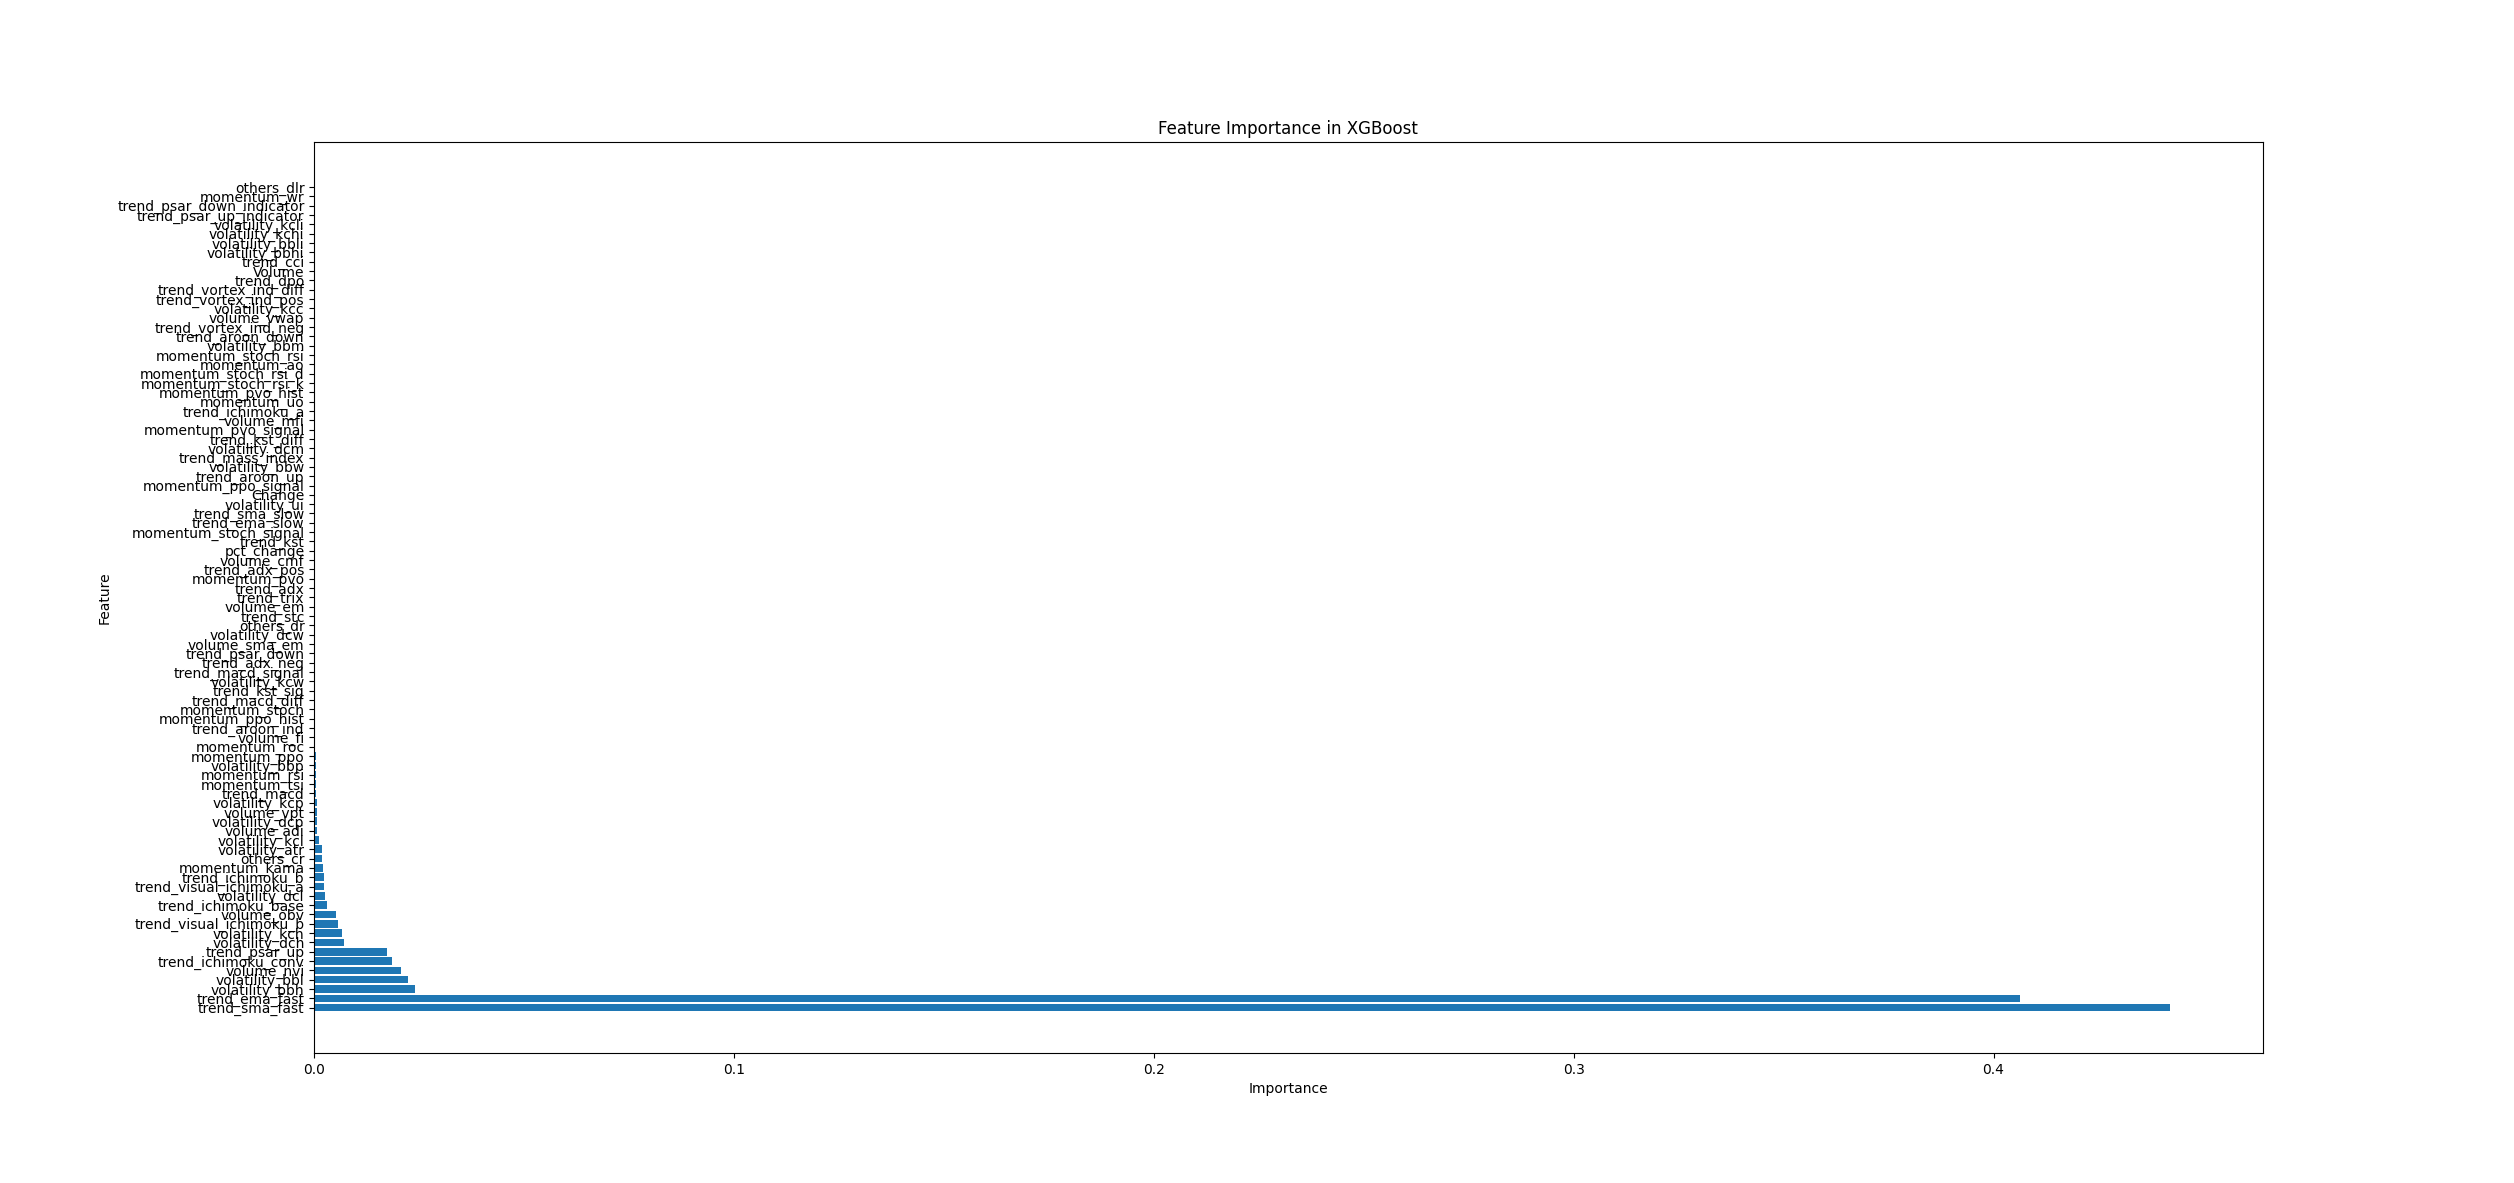 Feature Importance in XGBoost
others_dlr
momentum_wr
trend_psar_down_indicator
trend_psar_up_indicator
volatility_kcli
volatility_kchi
volatility_bbli
volatility_bbhi
trend_cci
Volume
trend_dpo
trend_vortex_ind_diff
trend_vortex_ind_pos
volatility_kcc
volume_vwap
trend_vortex_ind_neg
trend_aroon_down
volatility_bbm
momentum_stoch_rsi
momentum_ao
momentum_stoch_rsi_d
momentum_stoch_rsi_k
momentum_pvo_hist
momentum_uo
trend_ichimoku_a
volume_mfi
momentum_pvo_signal
trend_kst_diff
volatility_dcm
trend_mass_index
volatility_bbw
trend_aroon_up
momentum_ppo_signal
Change
volatility_ui
trend_sma_slow
trend_ema_slow
momentum_stoch_signal
trend_kst
pct_change
volume_cmf
trend_adx_pos
momentum_pvo
trend_adx
trend_trix
volume_em
trend_stc
others_dr
volatility_dcw
volume_sma_em
trend_psar_down
trend_adx_neg
trend_macd_signal
volatility_kcw
trend_kst_sig
trend_macd_diff
momentum_stoch
momentum_ppo_hist
trend_aroon_ind
volume_fi
momentum_roc
momentum_ppo
volatility_bbp
momentum_rsi
momentum_tsi
trend_macd
volatility_kcp
volume_vpt
volatility_dcp
volume_adi
volatility_kcl
volatility_atr
others_cr
momentum_kama
trend_ichimoku_b
trend_visual_ichimoku_a
volatility_dcl
trend_ichimoku_base
volume_obv
trend_visual_ichimoku_b
volatility_kch
volatility_dch
trend_psar_up
trend_ichimoku_conv
volume_nvi
volatility_bbl
volatility_bbh
trend_ema_fast
trend_sma_fast
Feature
0.0 0.1 0.2 0.3 0.4
Importance